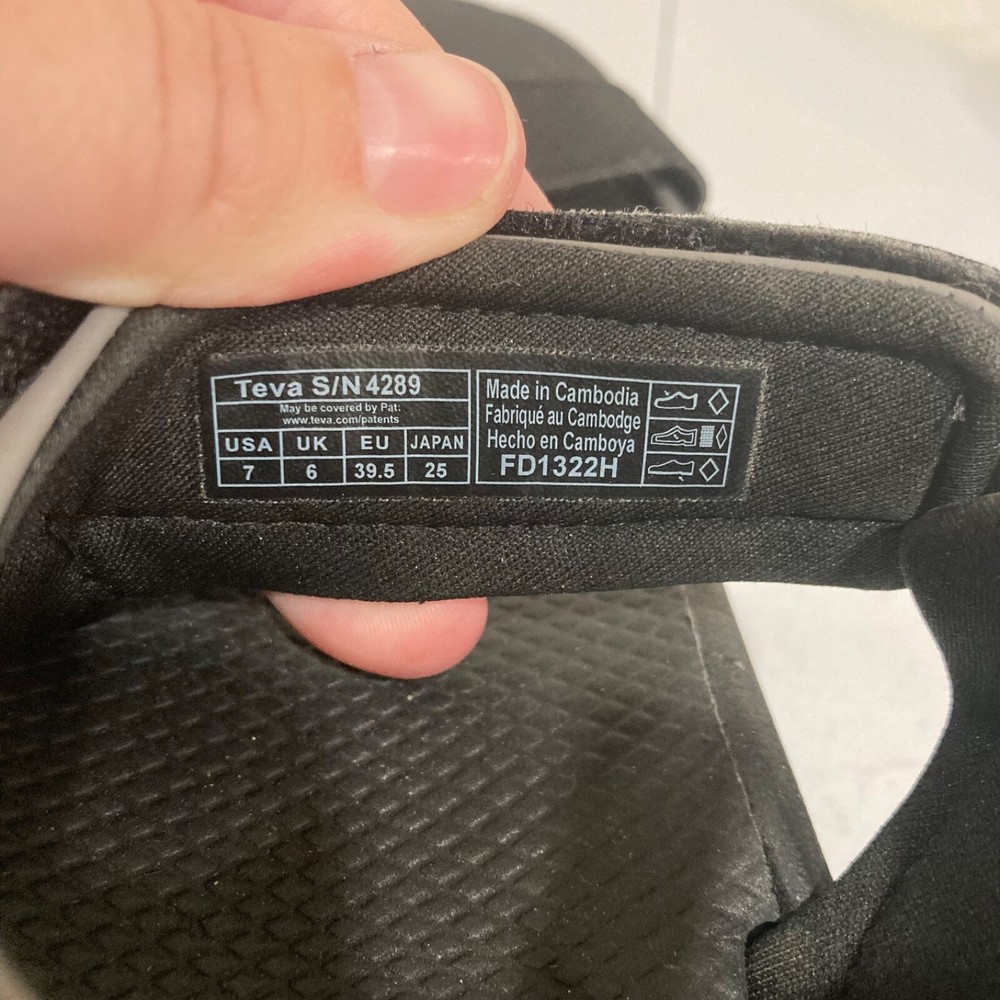 Teva S/N 4289
May be covered by Pat:
www.teva.com/patents
USA UK EU JAPAN
7 6 39.5 25
Made in Cambodia
Fabriqué au Cambodge
Hecho en Camboya
FD1322H